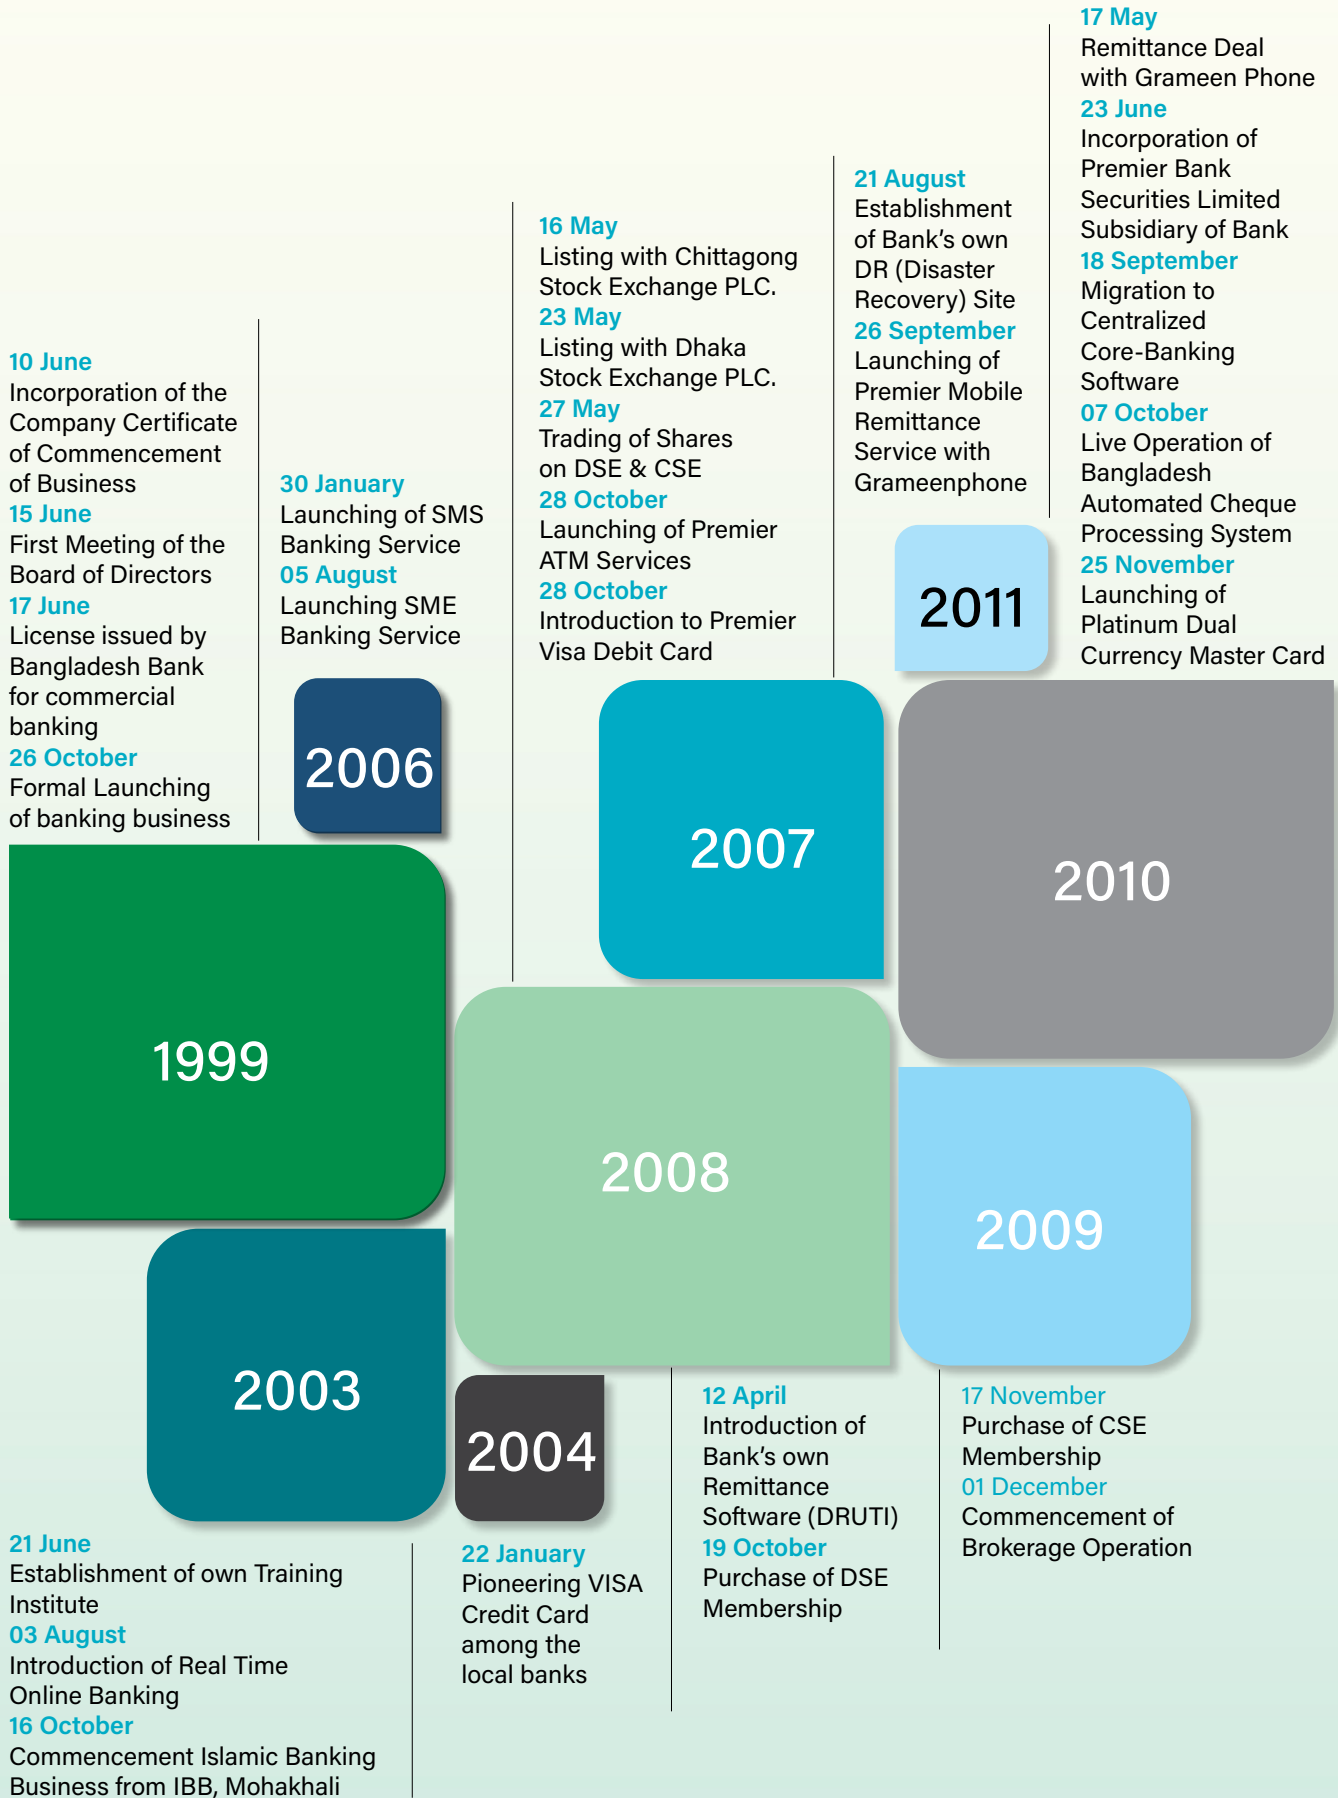 10 June
Incorporation of the
Company Certificate
of Commencement
of Business
15 June
First Meeting of the
Board of Directors
17 June
License issued by
Bangladesh Bank
for commercial
banking
26 October
Formal Launching
of banking business
1999
30 January
Launching of SMS
Banking Service
05 August
Launching SME
Banking Service
2006
16 May
Listing with Chittagong
Stock Exchange PLC.
23 May
Listing with Dhaka
Stock Exchange PLC.
27 May
Trading of Shares
on DSE & CSE
28 October
Launching of Premier
ATM Services
28 October
Introduction to Premier
Visa Debit Card
2007
21 August
Establishment
of Bank's own
DR (Disaster
Recovery) Site
26 September
Launching of
Premier Mobile
Remittance
Service with
Grameenphone
2011
17 May
Remittance Deal
with Grameen Phone
23 June
Incorporation of
Premier Bank
Securities Limited
Subsidiary of Bank
18 September
Migration to
Centralized
Core-Banking
Software
07 October
Live Operation of
Bangladesh
Automated Cheque
Processing System
25 November
Launching of
Platinum Dual
Currency Master Card
2010
2008
2009
2003
21 June
Establishment of own Training
Institute
03 August
Introduction of Real Time
Online Banking
16 October
Commencement Islamic Banking
Business from IBB, Mohakhali
2004
22 January
Pioneering VISA
Credit Card
among the
local banks
12 April
Introduction of
Bank's own
Remittance
Software (DRUTI)
19 October
Purchase of DSE
Membership
17 November
Purchase of CSE
Membership
01 December
Commencement of
Brokerage Operation